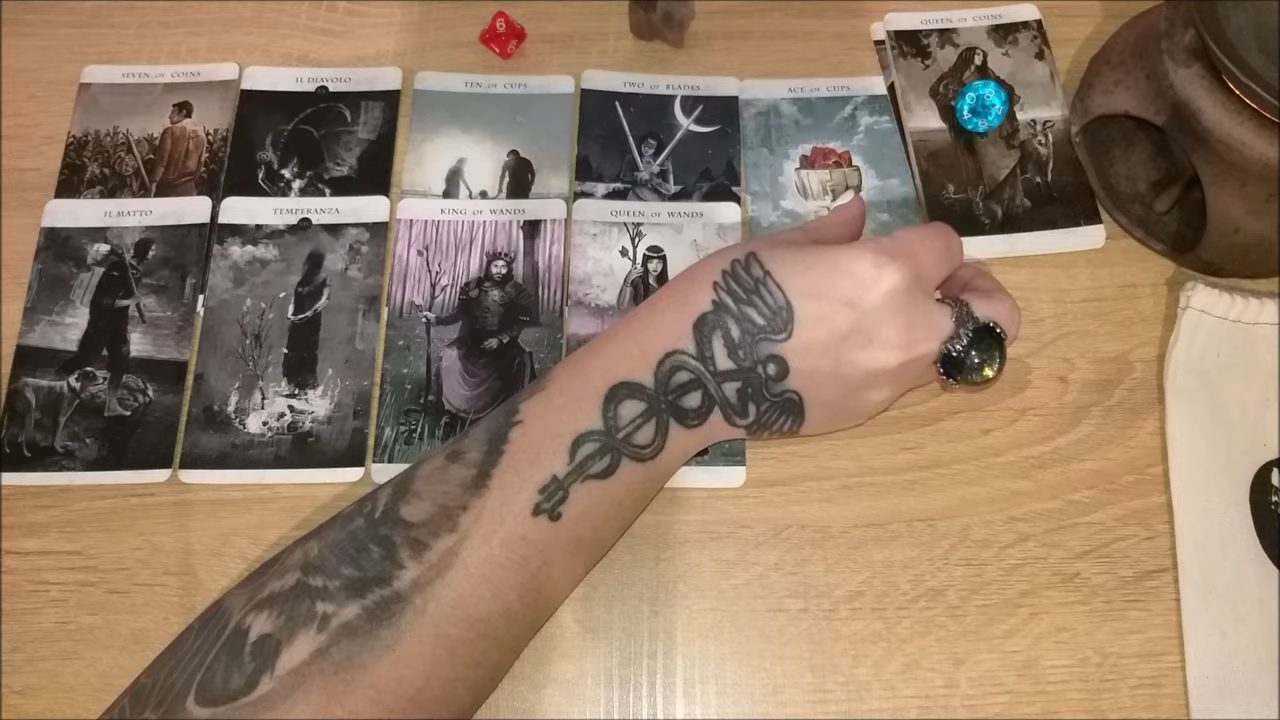 SEVEN OF COINS
IL DIAVOLO
TEN OF CUPS
TWO OF BLADES
ACE OF CUPS
QUEEN OF COINS
IL MATTO
TEMPERANZA
KING OF WANDS
QUEEN OF WANDS
6